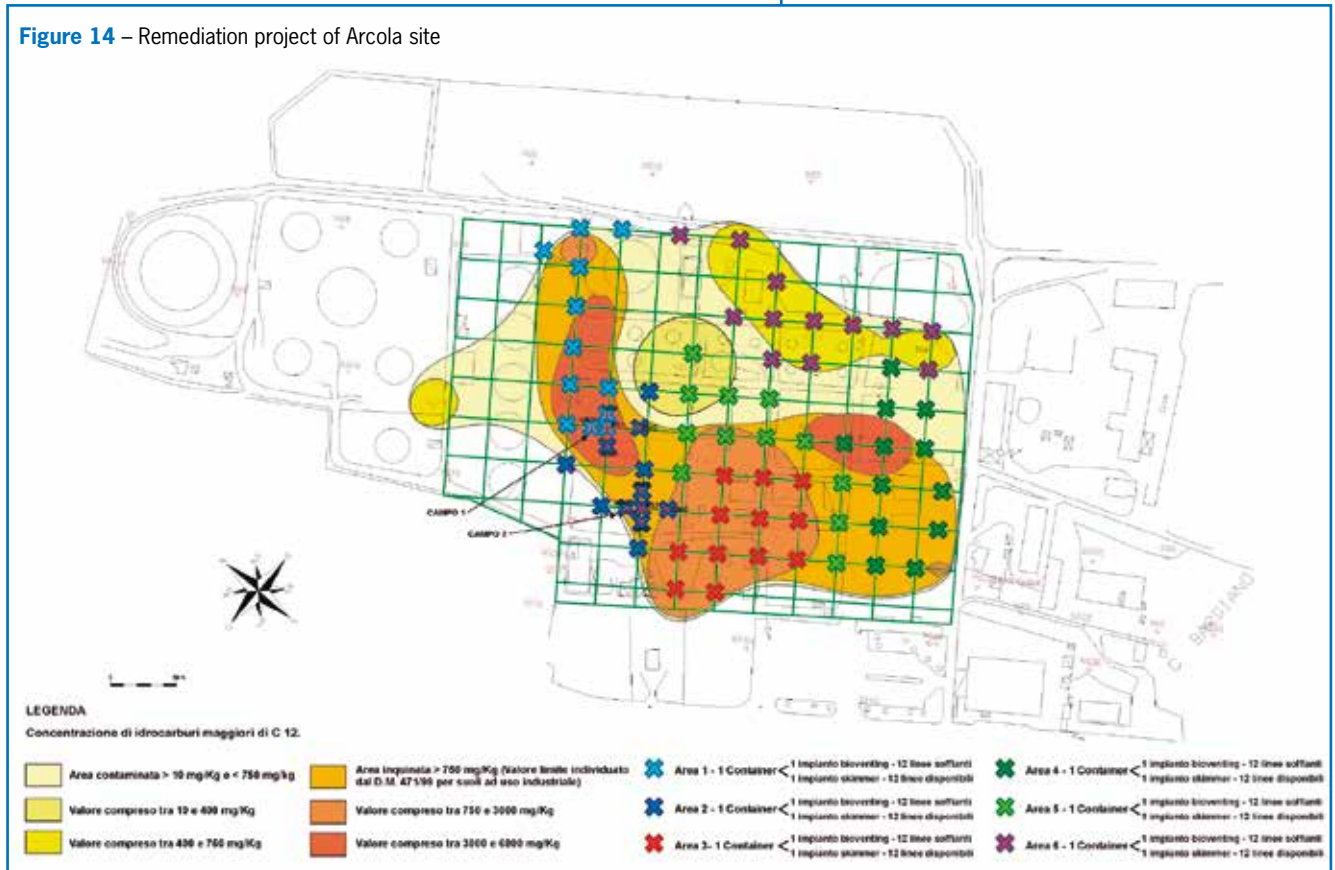 Figure 14 – Remediation project of Arcola site
CAMPO 1
CAMPO 2
LEGENDA
Concentrazione di idrocarburi maggiori di C 12.
Area contaminata > 10 mg/Kg e < 750 mg/kg
Valore compreso tra 10 e 400 mg/Kg
Valore compreso tra 400 e 750 mg/Kg
Area inquinata > 750 mg/Kg (Valore limite individuato
dal D.M. 471/99 per suoli ad uso industriale)
Valore compreso tra 750 e 3000 mg/Kg
Valore compreso tra 3000 e 6000 mg/Kg
Area 1 - 1 Container < 1 impianto bioventing - 12 linee soffianti
1 impianto skimmer - 12 linee disponibili
Area 2 - 1 Container < 1 impianto bioventing - 12 linee soffianti
1 impianto skimmer - 12 linee disponibili
Area 3- 1 Container < 1 impianto bioventing - 12 linee soffianti
1 impianto skimmer - 12 linee disponibili
Area 4 - 1 Container < 1 impianto bioventing - 12 linee soffianti
1 impianto skimmer - 12 linee disponibili
Area 5 - 1 Container < 1 impianto bioventing - 12 linee soffianti
1 impianto skimmer - 12 linee disponibili
Area 6 - 1 Container < 1 impianto bioventing - 12 linee soffianti
1 impianto skimmer - 12 linee disponibili